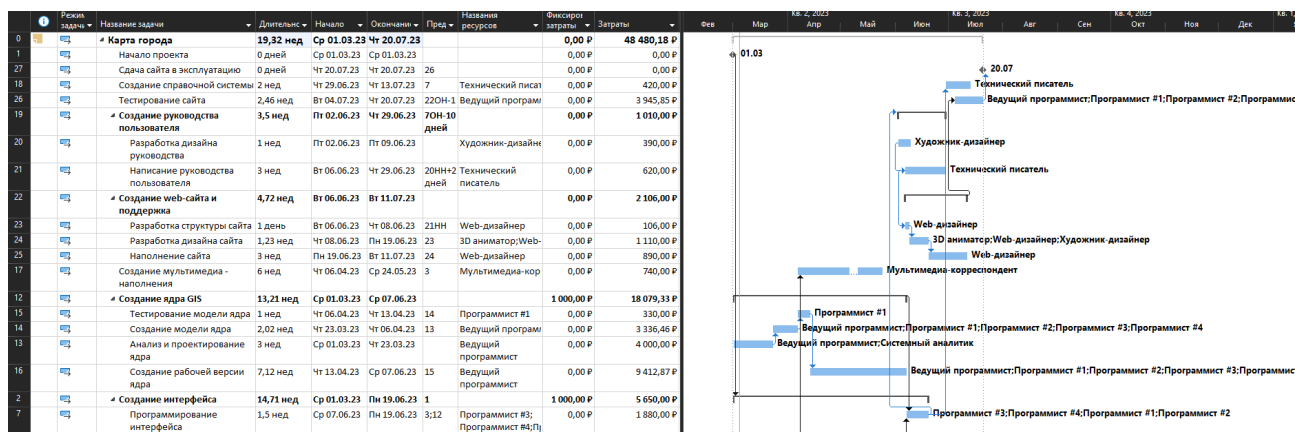 Режим задачи Название задачи Длительнс Начало Окончани Пред Названия ресурсов Фиксирог затраты Затраты
Кв. 2, 2023 Кв. 3, 2023 Кв. 4, 2023
Фев Мар Апр Май Июн Июл Авг Сен Окт Ноя Дек
0 Карта города 19,32 нед Ср 01.03.23 Чт 20.07.23 0,00 ₽ 48 480,18 ₽
1 Начало проекта 0 дней Ср 01.03.23 Ср 01.03.23 0,00 ₽ 0,00 ₽ 01.03
27 Сдача сайта в эксплуатацию 0 дней Чт 20.07.23 Чт 20.07.23 26 0,00 ₽ 0,00 ₽ 20.07
18 Создание справочной системы 2 нед Чт 29.06.23 Чт 13.07.23 7 Технический писат 0,00 ₽ 420,00 ₽ Технический писатель
26 Тестирование сайта 2,46 нед Вт 04.07.23 Чт 20.07.23 22ОН-1 Ведущий програмı 0,00 ₽ 3 945,85 ₽ Ведущий программист;Программист #1;Программист #2;Программис
19 Создание руководства 3,5 нед Пт 02.06.23 Чт 29.06.23 7ОН-10 0,00 ₽ 1 010,00 ₽
пользователя дней
20 Разработка дизайна 1 нед Пт 02.06.23 Пт 09.06.23 Художник-дизайне 0,00 ₽ 390,00 ₽ Художник-дизайнер
руководства
21 Написание руководства 3 нед Вт 06.06.23 Чт 29.06.23 20НН+2 Технический 0,00 ₽ 620,00 ₽ Технический писатель
пользователя дней писатель
22 Создание web-сайта и 4,72 нед Вт 06.06.23 Вт 11.07.23 0,00 ₽ 2 106,00 ₽
поддержка
23 Разработка структуры сайта 1 день Вт 06.06.23 Чт 08.06.23 21НН Web-дизайнер 0,00 ₽ 106,00 ₽ Web-дизайнер
24 Разработка дизайна сайта 1,23 нед Чт 08.06.23 Пн 19.06.23 23 3D аниматор;Web- 0,00 ₽ 1 110,00 ₽ 3D аниматор;Web-дизайнер;Художник-дизайнер
25 Наполнение сайта 3 нед Пн 19.06.23 Вт 11.07.23 24 Web-дизайнер 0,00 ₽ 890,00 ₽ Web-дизайнер
17 Создание мультимедиа - 6 нед Чт 06.04.23 Ср 24.05.23 3 Мультимедиа-кор 0,00 ₽ 740,00 ₽ Мультимедиа-корреспондент
наполнения
12 Создание ядра GIS 13,21 нед Ср 01.03.23 Ср 07.06.23 1 000,00 ₽ 18 079,33 ₽
15 Тестирование модели ядра 1 нед Чт 06.04.23 Чт 13.04.23 14 Программист #1 0,00 ₽ 330,00 ₽ Программист #1
14 Создание модели ядра 2,02 нед Чт 23.03.23 Чт 06.04.23 13 Ведущий програмı 0,00 ₽ 3 336,46 ₽ Ведущий программист;Программист #1;Программист #2;Программист #3;Программист #4
13 Анализ и проектирование 3 нед Ср 01.03.23 Чт 23.03.23 Ведущий 0,00 ₽ 4 000,00 ₽ Ведущий программист;Системный аналитик
ядра программист
16 Создание рабочей версии 7,12 нед Чт 13.04.23 Ср 07.06.23 15 Ведущий 0,00 ₽ 9 412,87 ₽ Ведущий программист;Программист #1;Программист #2;Программист #3;Программист
ядра программист
2 Создание интерфейса 14,71 нед Ср 01.03.23 Пн 19.06.23 1 1 000,00 ₽ 5 650,00 ₽
7 Программирование 1,5 нед Ср 07.06.23 Пн 19.06.23 3;12 Программист #3; 0,00 ₽ 1 880,00 ₽ Программист #3;Программист #4;Программист #1;Программист #2
интерфейса Программист #4;